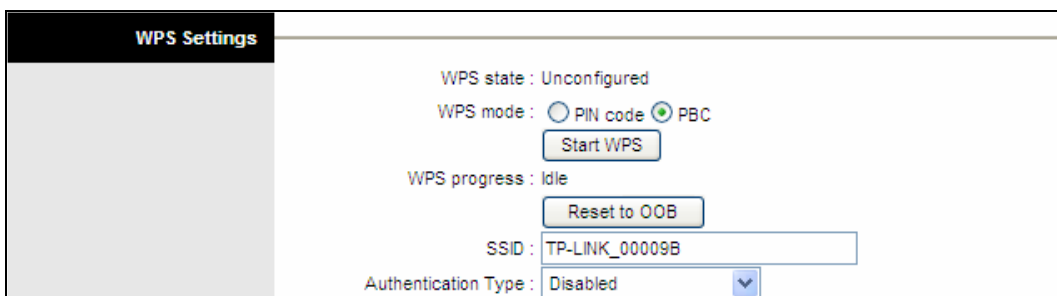 WPS Settings
WPS state : Unconfigured
WPS mode : PIN code PBC
Start WPS
WPS progress : Idle
Reset to OOB
SSID : TP-LINK_00009B
Authentication Type : Disabled